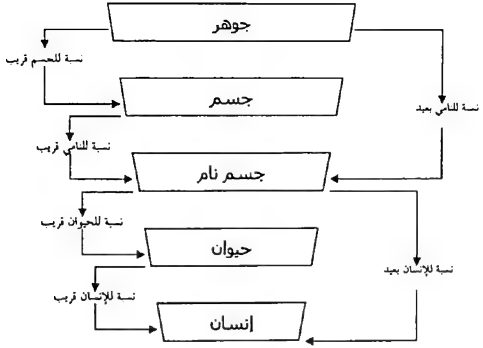 جوهر
نسبة للجسم قريب
جسم
نسبة للنامي بعيد
نسبة للنامي قريب
جسم نام
نسبة للحيوان قريب
حيوان
نسبة للإنسان بعيد
نسبة للإنسان قريب
إنسان